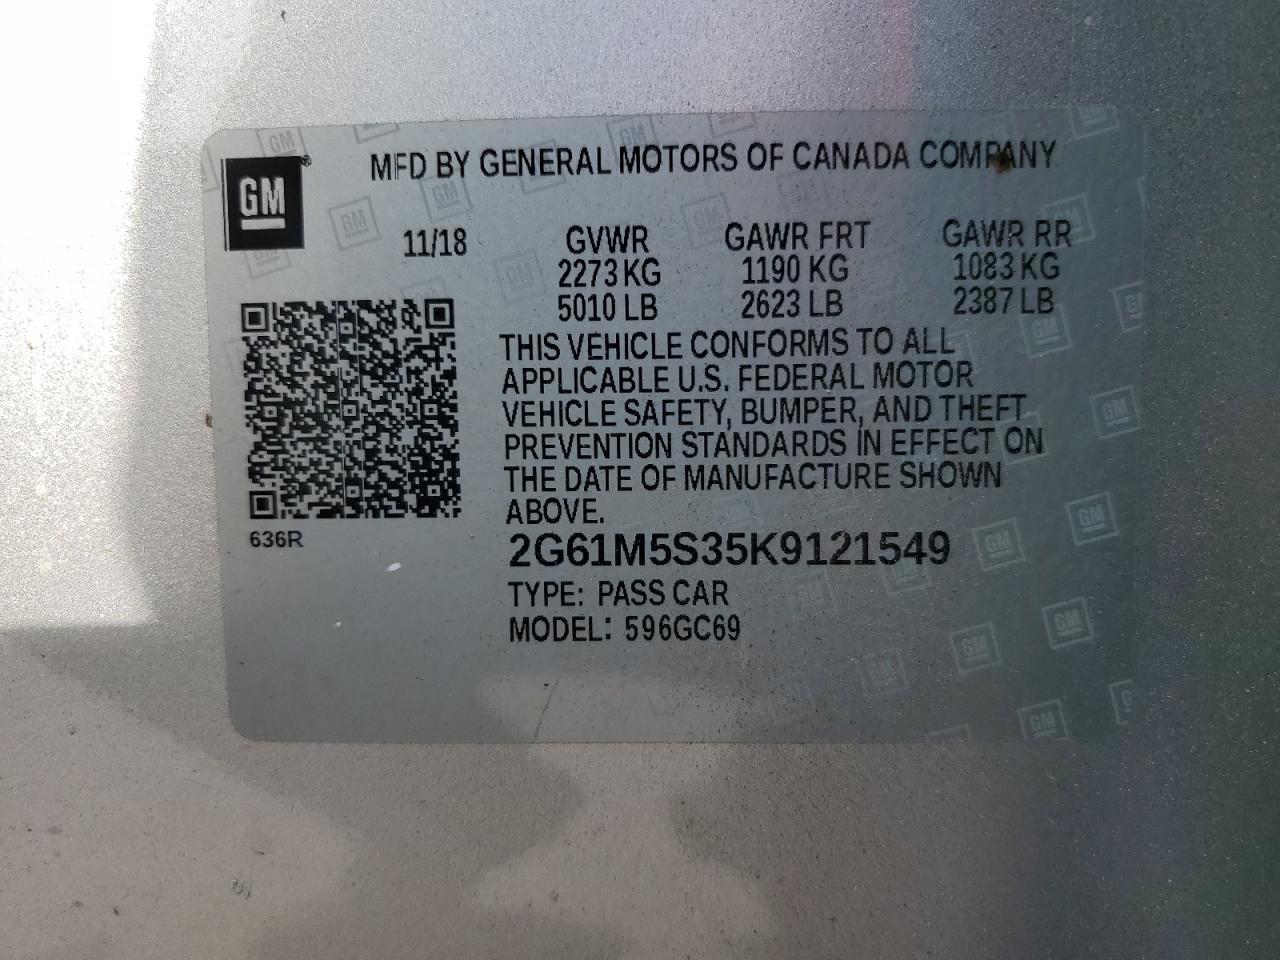 GM®
MFD BY GENERAL MOTORS OF CANADA COMPANY
11/18 GVWR GAWR FRT GAWR RR
2273 KG 1190 KG 1083 KG
5010 LB 2623 LB 2387 LB
THIS VEHICLE CONFORMS TO ALL
APPLICABLE U.S. FEDERAL MOTOR
VEHICLE SAFETY, BUMPER, AND THEFT
PREVENTION STANDARDS IN EFFECT ON
THE DATE OF MANUFACTURE SHOWN
ABOVE.
636R
2G61M5S35K9121549
TYPE: PASS CAR
MODEL: 596GC69